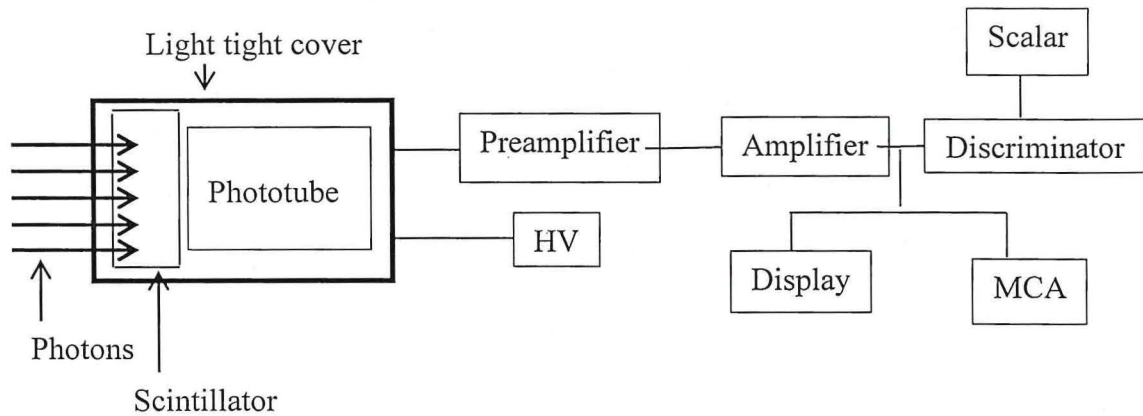 Light tight cover
Scalar
Preamplifier
Amplifier
Discriminator
Phototube
HV
Display
MCA
Photons
Scintillator